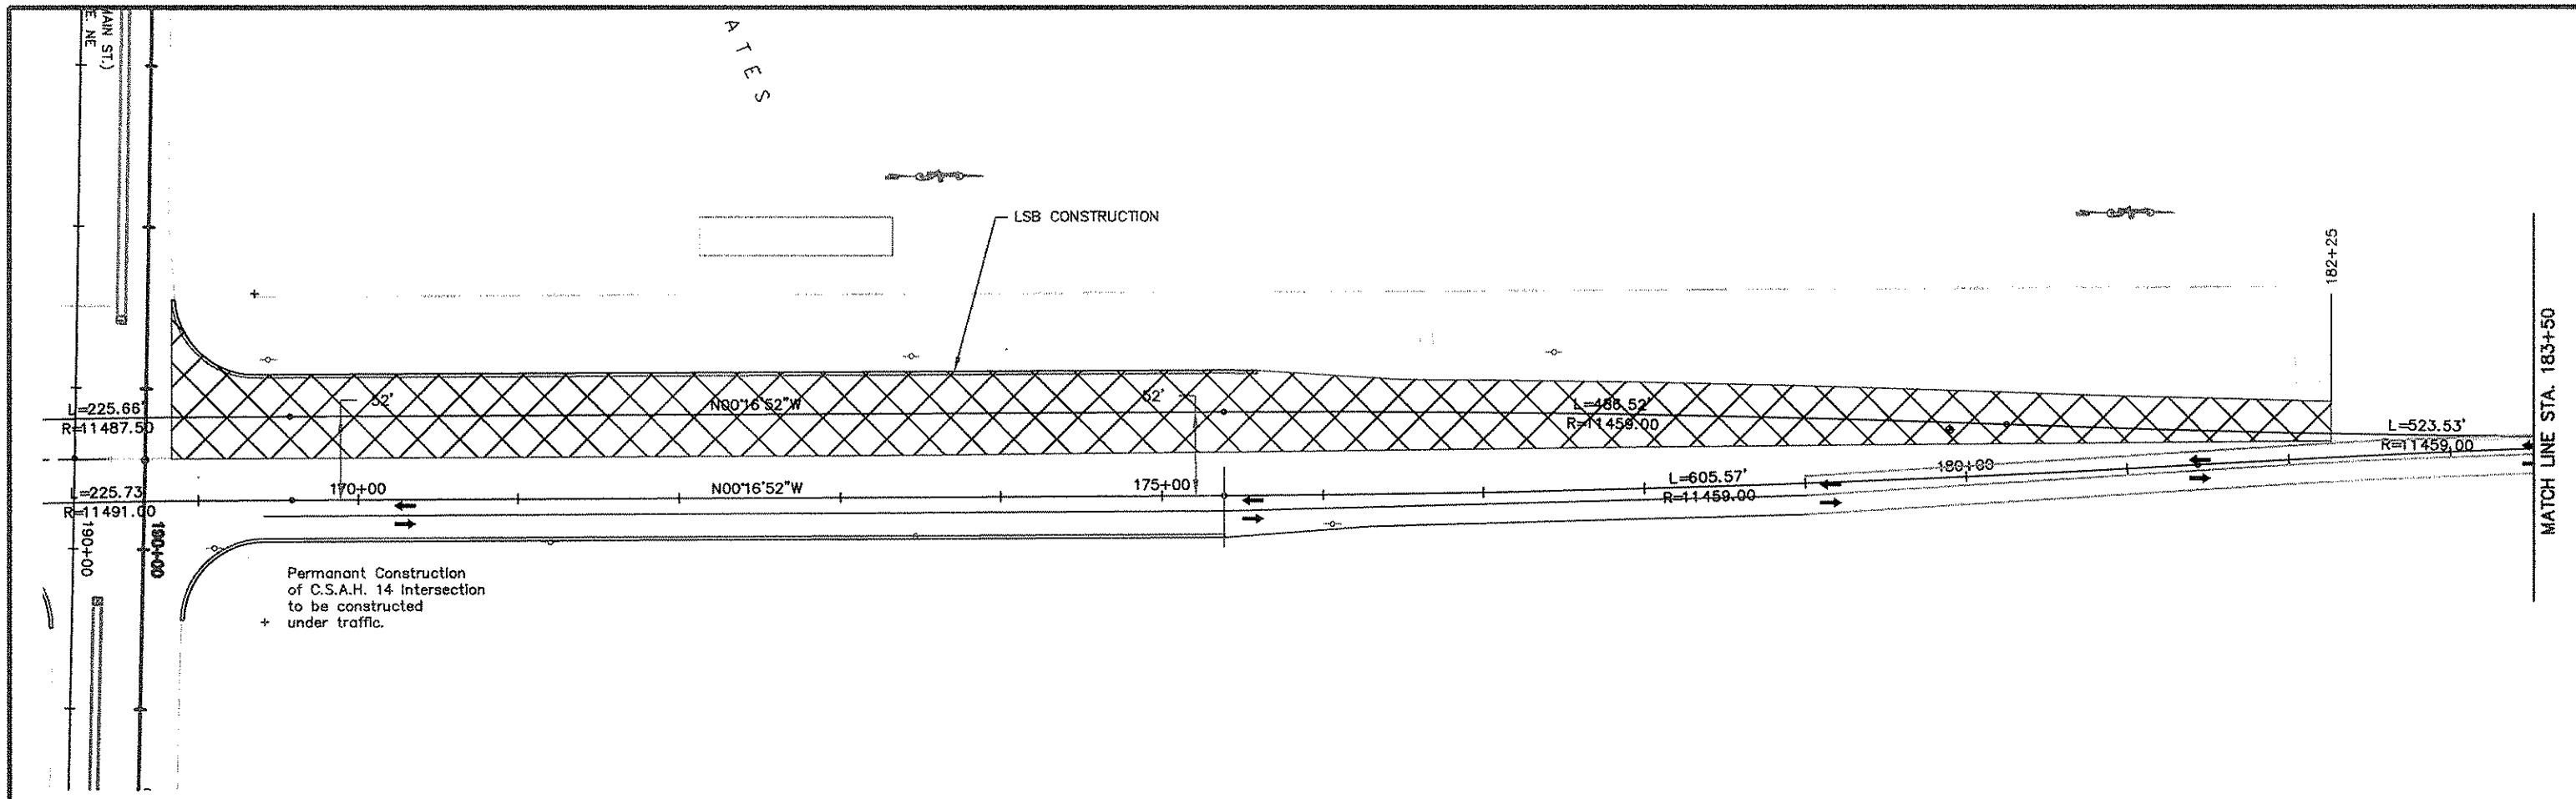 MAIN ST.)
E. NE
ATES
LSB CONSTRUCTION
182+25
MATCH LINE STA. 183+50
52'
52'
L=225.66'
R=11487.50
N00°16'52"W
L=486.52'
R=11459.00
L=523.53'
R=11459.00
180+00
L=225.73'
R=11491.00
170+00
N00°16'52"W
175+00
L=605.57'
R=11459.00
190+00
190+00
Permanant Construction
of C.S.A.H. 14 Intersection
to be constructed
under traffic.